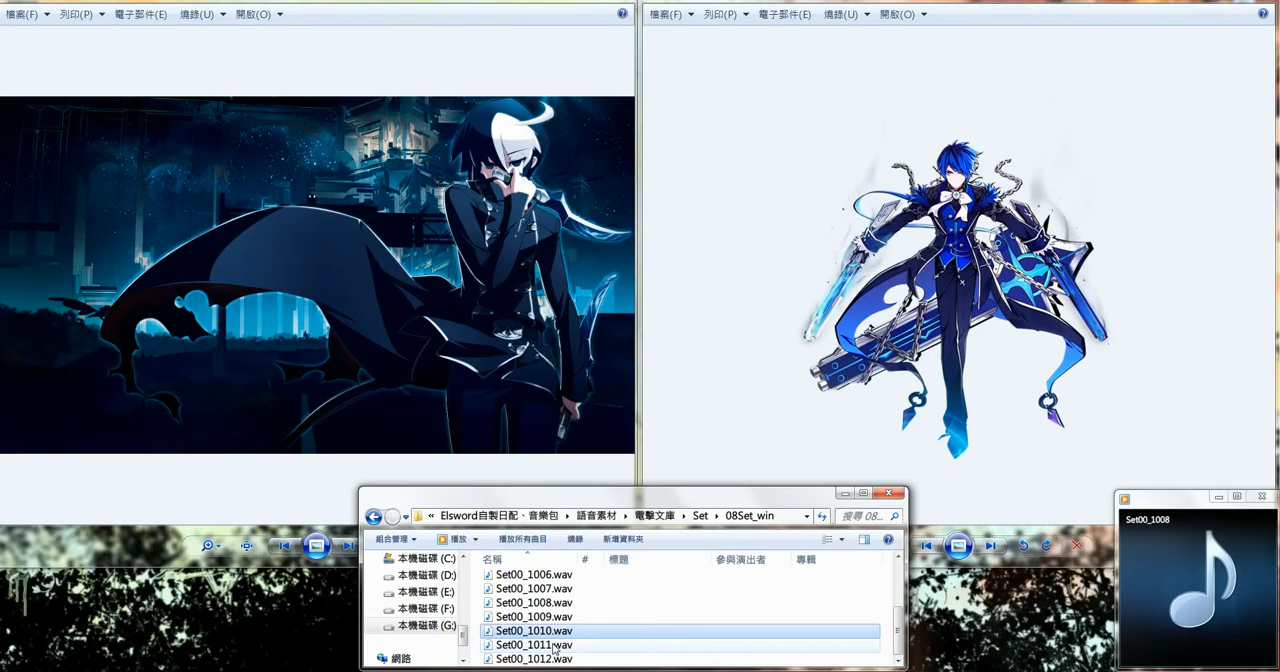 檔案(F) 列印(P) 電子郵件(E) 燒錄(U) 開啟(O)
檔案(F) 列印(P) 電子郵件(E) 燒錄(U) 開啟(O)
« Elsword自製日配、音樂包 ▸ 語音素材 ▸ 電擊文庫 ▸ Set ▸ 08Set_win
搜尋 08...
組合管理 播放 播放所有曲目 燒錄 新增資料夾
名稱 # 標題 參與演出者 專輯
本機磁碟 (C:)
本機磁碟 (D:)
本機磁碟 (E:)
本機磁碟 (F:)
本機磁碟 (G:)
網路
Set00_1006.wav
Set00_1007.wav
Set00_1008.wav
Set00_1009.wav
Set00_1010.wav
Set00_1011.wav
Set00_1012.wav
Set00_1008